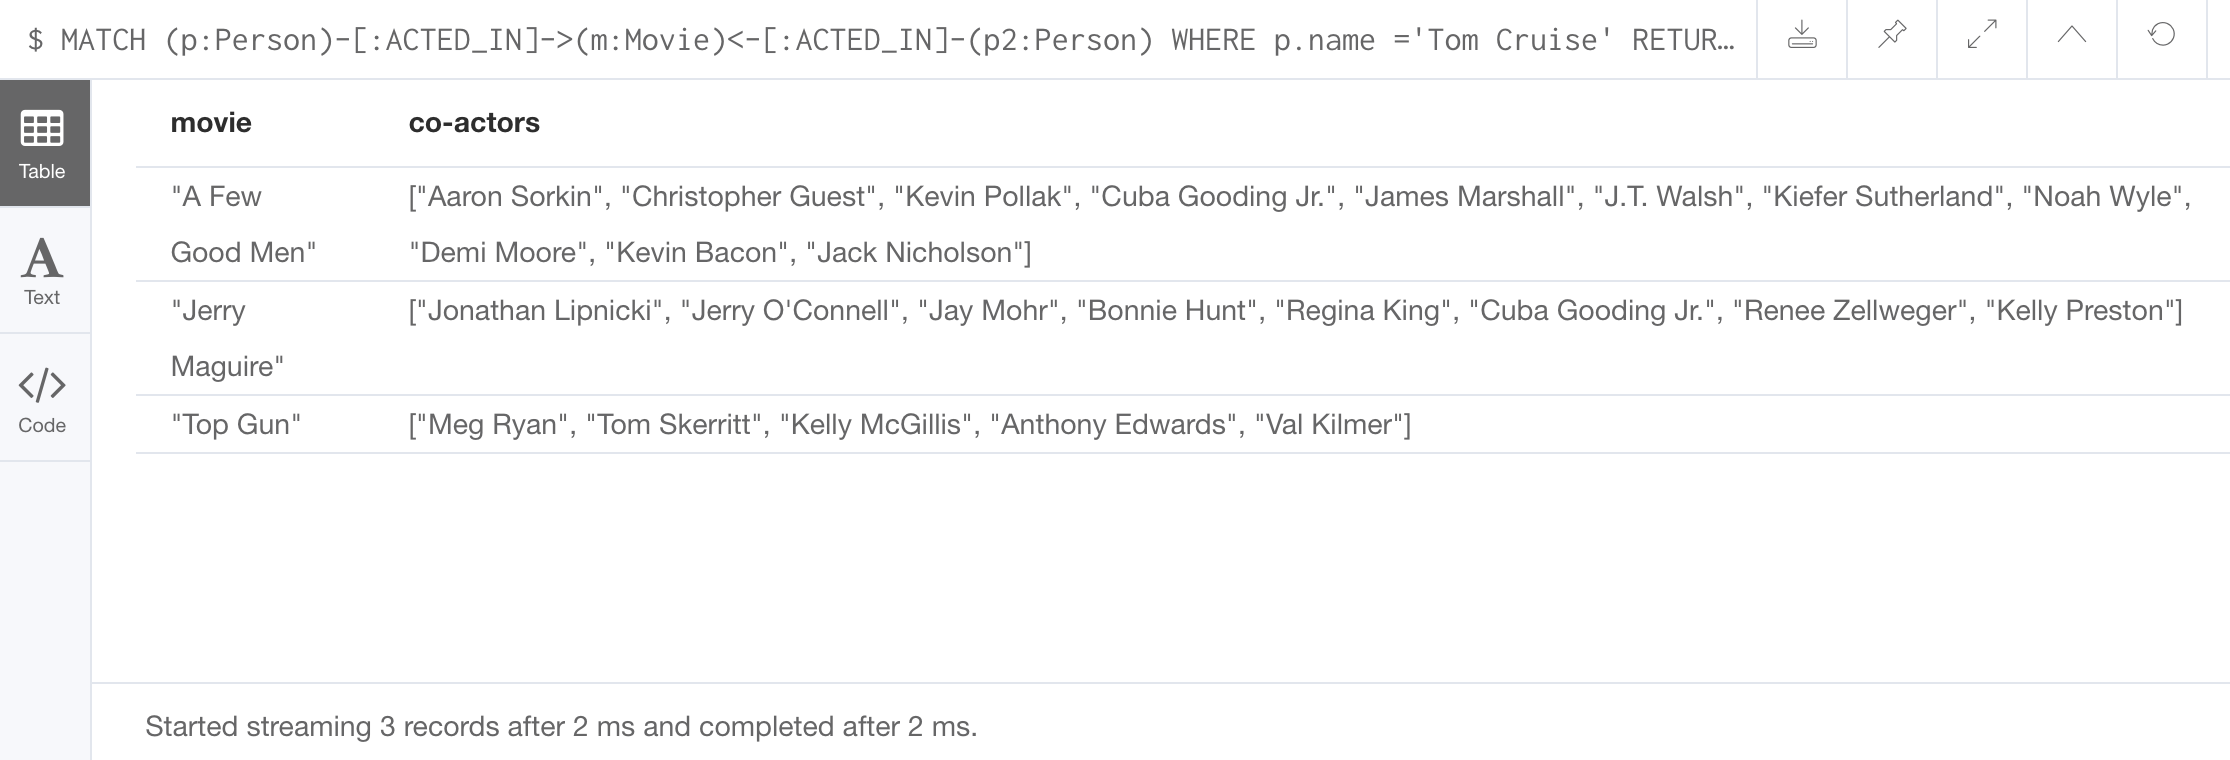 $ MATCH (p:Person)-[:ACTED_IN]->(m:Movie)<-[:ACTED_IN]-(p2:Person) WHERE p.name ='Tom Cruise' RETUR…
Table
Text
Code
movie co-actors
"A Few ["Aaron Sorkin", "Christopher Guest", "Kevin Pollak", "Cuba Gooding Jr.", "James Marshall", "J.T. Walsh", "Kiefer Sutherland", "Noah Wyle",
Good Men" "Demi Moore", "Kevin Bacon", "Jack Nicholson"]
"Jerry ["Jonathan Lipnicki", "Jerry O'Connell", "Jay Mohr", "Bonnie Hunt", "Regina King", "Cuba Gooding Jr.", "Renee Zellweger", "Kelly Preston"]
Maguire"
"Top Gun" ["Meg Ryan", "Tom Skerritt", "Kelly McGillis", "Anthony Edwards", "Val Kilmer"]
Started streaming 3 records after 2 ms and completed after 2 ms.